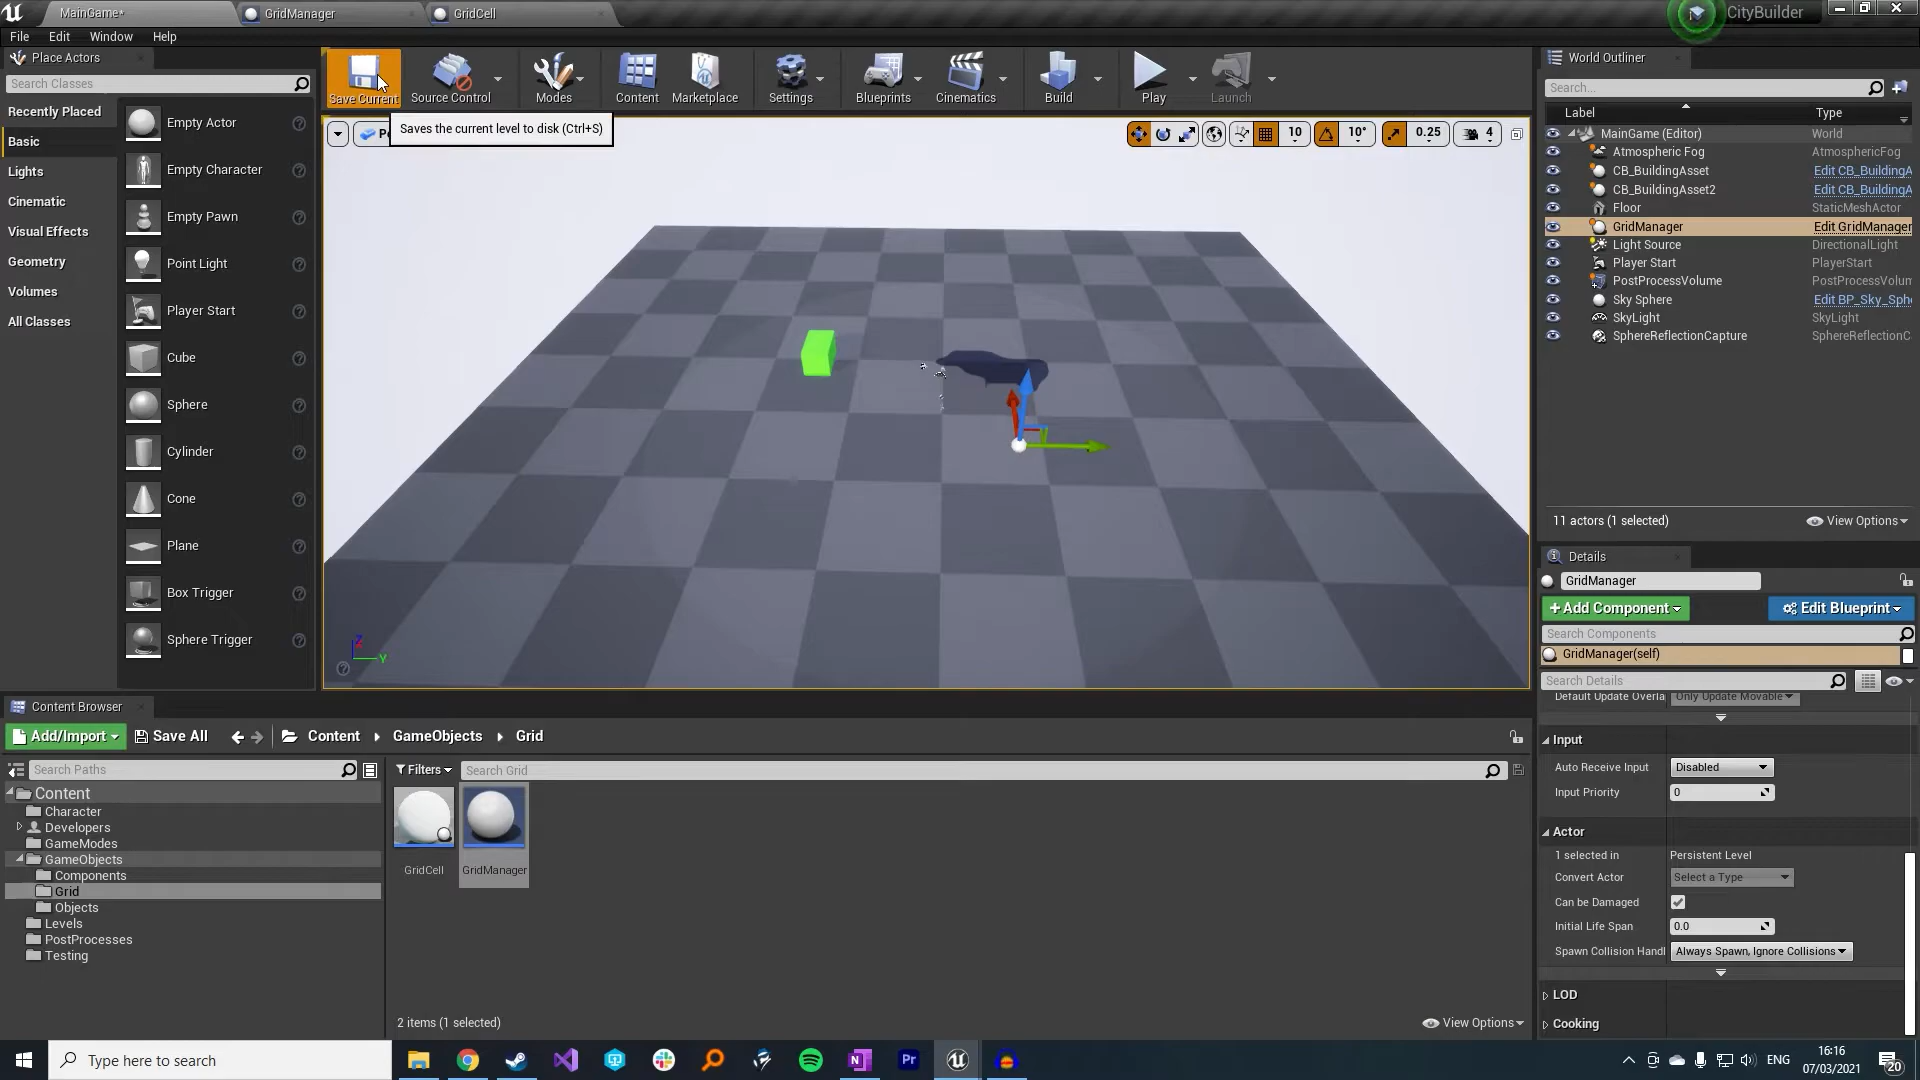 MainGame*
GridManager
GridCell
CityBuilder
File Edit Window Help
Place Actors
Search Classes
Recently Placed
Basic
Lights
Cinematic
Visual Effects
Geometry
Volumes
All Classes
Empty Actor
Empty Character
Empty Pawn
Point Light
Player Start
Cube
Sphere
Cylinder
Cone
Plane
Box Trigger
Sphere Trigger
Save Current
Source Control
Modes
Content
Marketplace
Settings
Blueprints
Cinematics
Build
Play
Launch
Saves the current level to disk (Ctrl+S)
10
10°
0.25
4
Z
Y
World Outliner
Search...
Label Type
MainGame (Editor) World
Atmospheric Fog AtmosphericFog
CB_BuildingAsset Edit CB_BuildingA
CB_BuildingAsset2 Edit CB_BuildingA
Floor StaticMeshActor
GridManager Edit GridManager
Light Source DirectionalLight
Player Start PlayerStart
PostProcessVolume PostProcessVolum
Sky Sphere Edit BP_Sky_Sph
SkyLight SkyLight
SphereReflectionCapture SphereReflectionC
11 actors (1 selected)
View Options
Details
GridManager
+Add Component
Edit Blueprint
Search Components
GridManager(self)
Search Details
Default Update Overla Only Update Movable
Input
Auto Receive Input Disabled
Input Priority 0
Actor
1 selected in Persistent Level
Convert Actor Select a Type
Can be Damaged
Initial Life Span 0.0
Spawn Collision Handl Always Spawn, Ignore Collisions
LOD
Cooking
Content Browser
Add/Import
Save All
Content
GameObjects
Grid
Search Paths
Filters
Search Grid
Content
Character
Developers
GameModes
GameObjects
Components
Grid
Objects
Levels
PostProcesses
Testing
GridCell
GridManager
2 items (1 selected)
View Options
Type here to search
Pr
ENG
16:16
07/03/2021
20